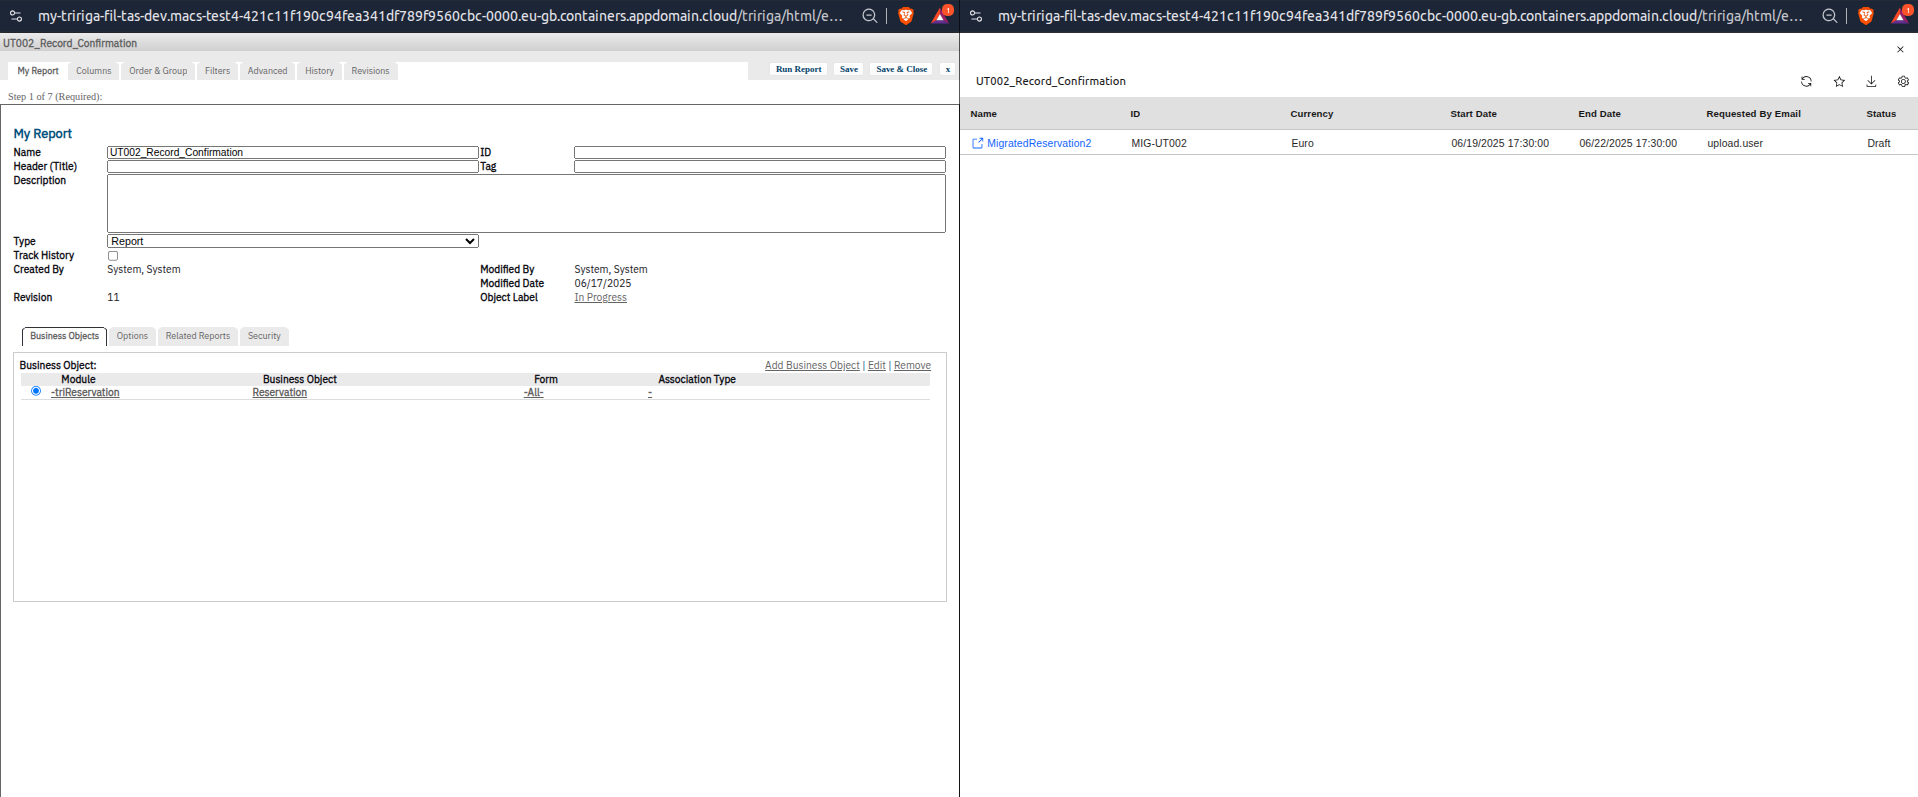 my-tririga-fil-tas-dev.macs-test4-421c11f190c94fea341df789f9560cbc-0000.eu-gb.containers.appdomain.cloud/tririga/html/e... 1
UT002_Record_Confirmation
My Report Columns Order & Group Filters Advanced History Revisions Run Report Save Save & Close x
Step 1 of 7 (Required):
My Report
Name UT002_Record_Confirmation ID
Header (Title) Tag
Description
Type Report
Track History
Created By System, System Modified By System, System
Modified Date 06/17/2025
Revision 11 Object Label In Progress
Business Objects Options Related Reports Security
Business Object: Add Business Object | Edit | Remove
Module Business Object Form Association Type
-triReservation Reservation -All- -
my-tririga-fil-tas-dev.macs-test4-421c11f190c94fea341df789f9560cbc-0000.eu-gb.containers.appdomain.cloud/tririga/html/e... 1
UT002_Record_Confirmation
Name ID Currency Start Date End Date Requested By Email Status
MigratedReservation2 MIG-UT002 Euro 06/19/2025 17:30:00 06/22/2025 17:30:00 upload.user Draft